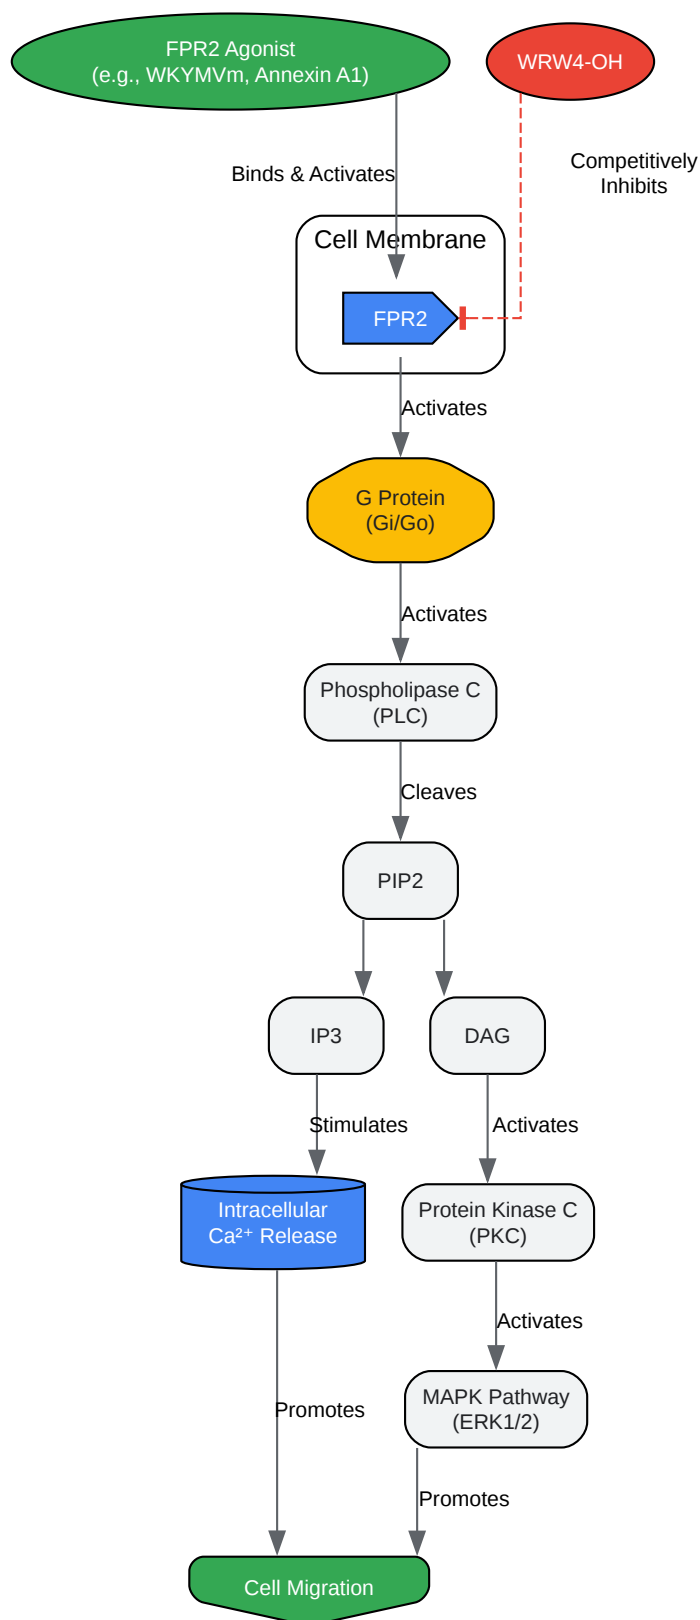 FPR2 Agonist
(e.g., WKYMVm, Annexin A1)
WRW4-OH
Binds & Activates
Competitively
Inhibits
Cell Membrane
FPR2
Activates
G Protein
(Gi/Go)
Activates
Phospholipase C
(PLC)
Cleaves
PIP2
IP3
DAG
Stimulates
Activates
Intracellular
Ca²⁺ Release
Protein Kinase C
(PKC)
Activates
MAPK Pathway
(ERK1/2)
Promotes
Promotes
Cell Migration